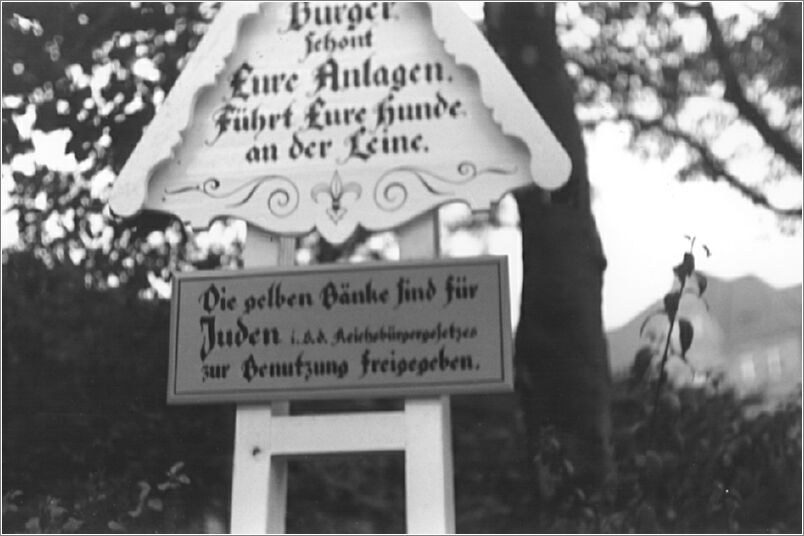 Bürger
schont
Eure Anlagen.
Führt Eure Hunde
an der Leine.
Die gelben Bänke sind für
Juden i.S.d. Reichsbürgergesetzes
zur Benutzung freigegeben.